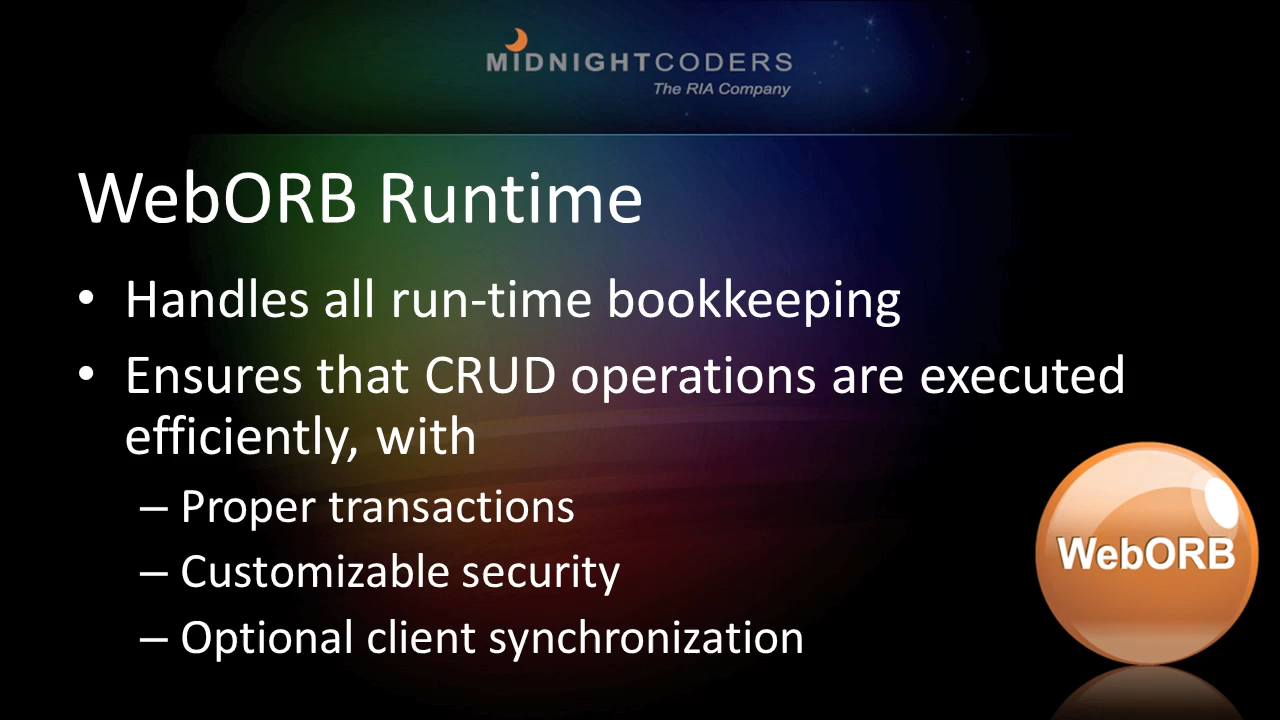 MIDNIGHTCODERS
The RIA Company
WebORB Runtime
• Handles all run-time bookkeeping
• Ensures that CRUD operations are executed
efficiently, with
– Proper transactions
– Customizable security
– Optional client synchronization
WebORB